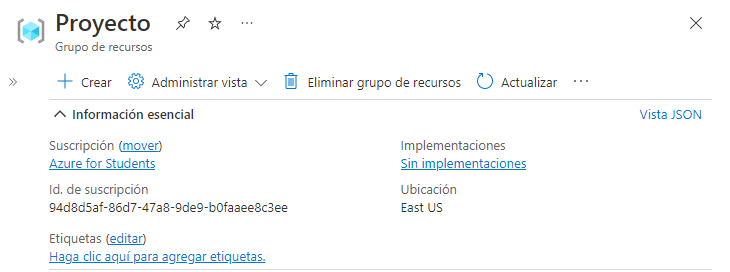 Proyecto
Grupo de recursos
Crear Administrar vista Eliminar grupo de recursos Actualizar
Información esencial Vista JSON
Suscripción (mover) Implementaciones
Azure for Students Sin implementaciones
Id. de suscripción Ubicación
94d8d5af-86d7-47a8-9de9-b0faaee8c3ee East US
Etiquetas (editar)
Haga clic aquí para agregar etiquetas.